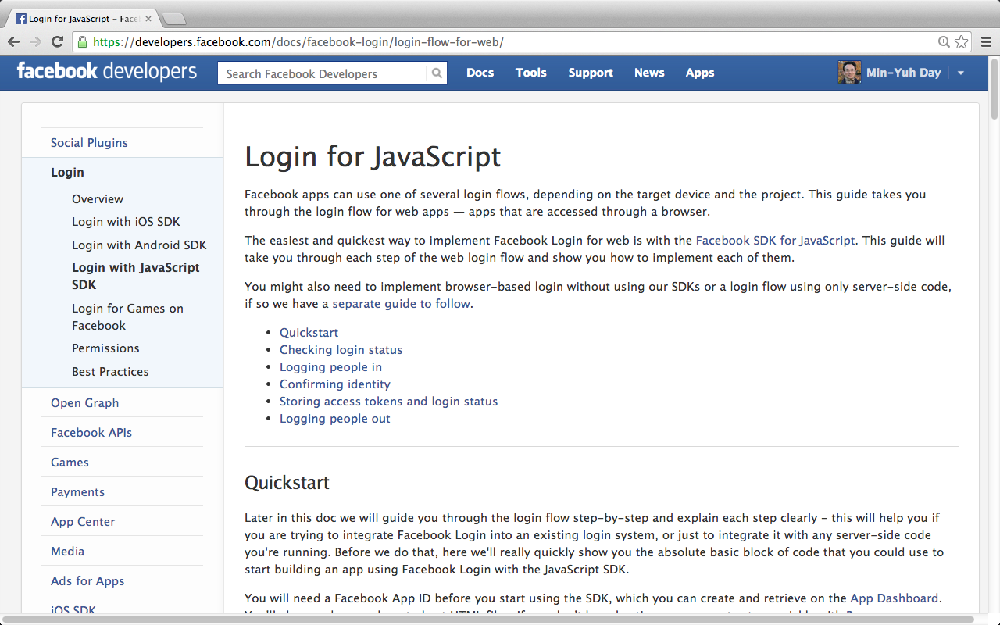 Login for JavaScript – Face
https://developers.facebook.com/docs/facebook-login/login-flow-for-web/
facebook developers
Search Facebook Developers
Docs
Tools
Support
News
Apps
Min-Yuh Day
Social Plugins
Login
Overview
Login with iOS SDK
Login with Android SDK
Login with JavaScript
SDK
Login for Games on
Facebook
Permissions
Best Practices
Open Graph
Facebook APIs
Games
Payments
App Center
Media
Ads for Apps
iOS SDK
Login for JavaScript
Facebook apps can use one of several login flows, depending on the target device and the project. This guide takes you
through the login flow for web apps — apps that are accessed through a browser.
The easiest and quickest way to implement Facebook Login for web is with the Facebook SDK for JavaScript. This guide will
take you through each step of the web login flow and show you how to implement each of them.
You might also need to implement browser-based login without using our SDKs or a login flow using only server-side code,
if so we have a separate guide to follow.
• Quickstart
• Checking login status
• Logging people in
• Confirming identity
• Storing access tokens and login status
• Logging people out
Quickstart
Later in this doc we will guide you through the login flow step-by-step and explain each step clearly – this will help you if
you are trying to integrate Facebook Login into an existing login system, or just to integrate it with any server-side code
you're running. Before we do that, here we'll really quickly show you the absolute basic block of code that you could use to
start building an app using Facebook Login with the JavaScript SDK.
You will need a Facebook App ID before you start using the SDK, which you can create and retrieve on the App Dashboard.